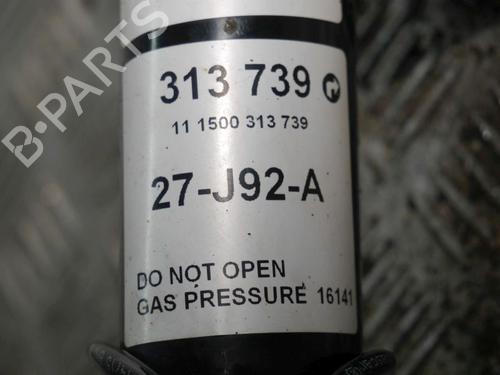 B-PARTS
313 739
11 1500 313 739
27-J92-A
DO NOT OPEN
GAS PRESSURE 16141